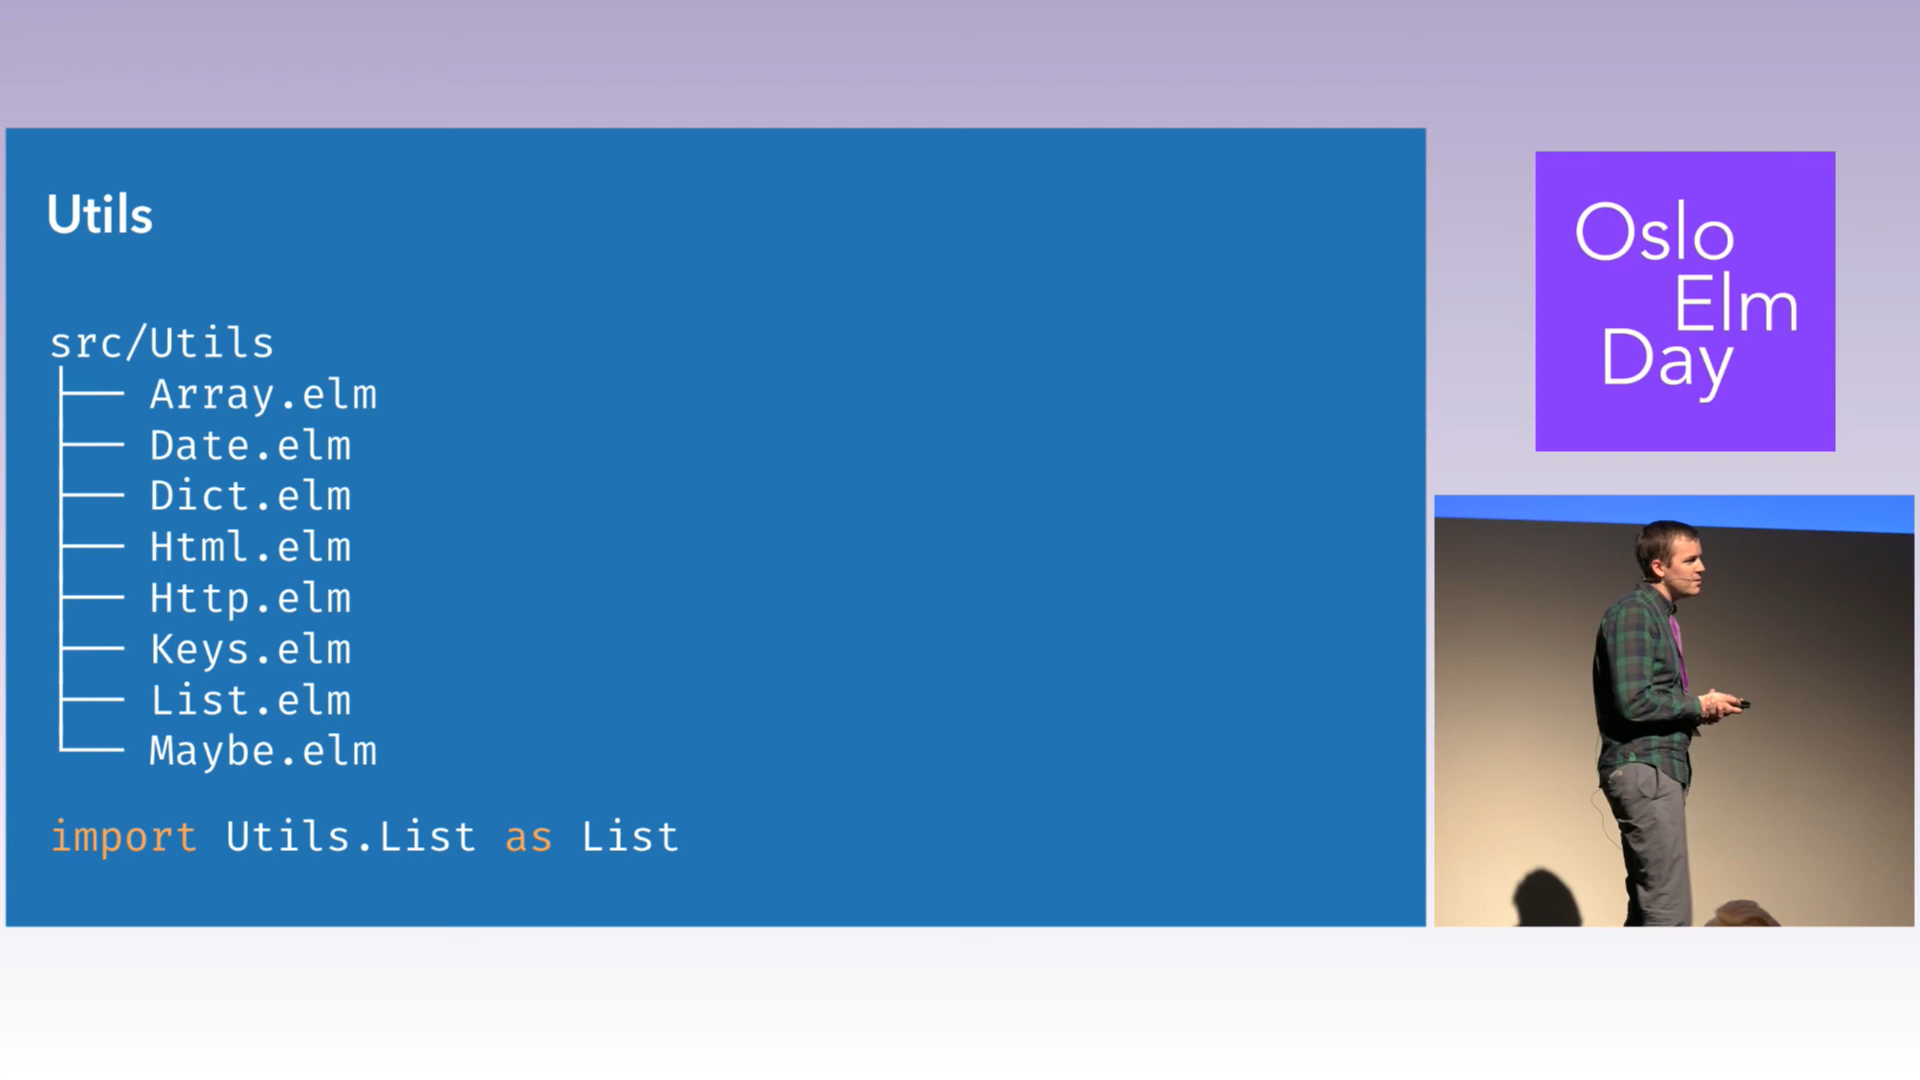 Utils
src/Utils
Array.elm
Date.elm
Dict.elm
Html.elm
Http.elm
Keys.elm
List.elm
Maybe.elm
import Utils.List as List
Oslo
Elm
Day